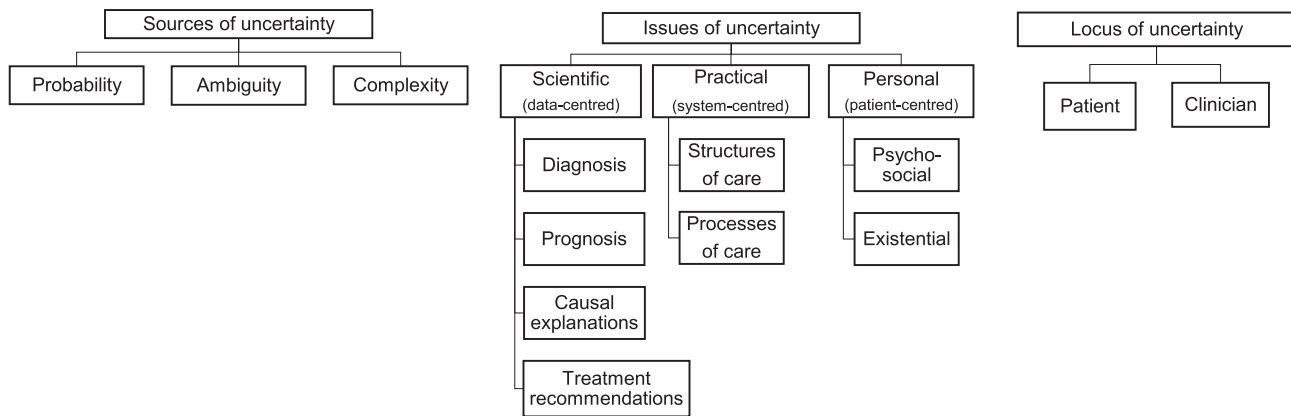 Sources of uncertainty
Probability
Ambiguity
Complexity
Issues of uncertainty
Scientific
(data-centred)
Diagnosis
Prognosis
Causal
explanations
Treatment
recommendations
Practical
(system-centred)
Structures
of care
Processes
of care
Personal
(patient-centred)
Psycho-
social
Existential
Locus of uncertainty
Patient
Clinician